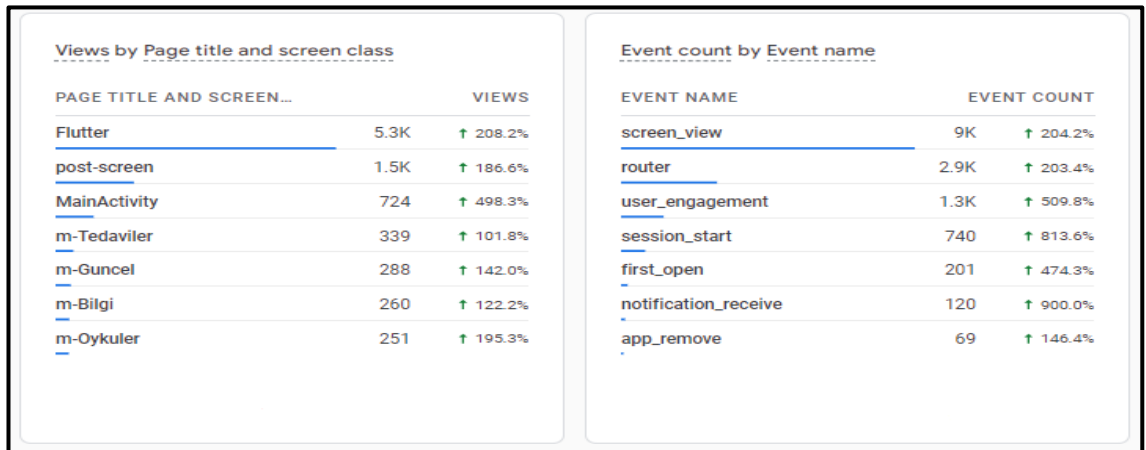 Views by Page title and screen class
PAGE TITLE AND SCREEN... VIEWS
Flutter 5.3K ↑ 208.2%
post-screen 1.5K ↑ 186.6%
MainActivity 724 ↑ 498.3%
m-Tedaviler 339 ↑ 101.8%
m-Guncel 288 ↑ 142.0%
m-Bilgi 260 ↑ 122.2%
m-Oykuler 251 ↑ 195.3%
Event count by Event name
EVENT NAME EVENT COUNT
screen_view 9K ↑ 204.2%
router 2.9K ↑ 203.4%
user_engagement 1.3K ↑ 509.8%
session_start 740 ↑ 813.6%
first_open 201 ↑ 474.3%
notification_receive 120 ↑ 900.0%
app_remove 69 ↑ 146.4%